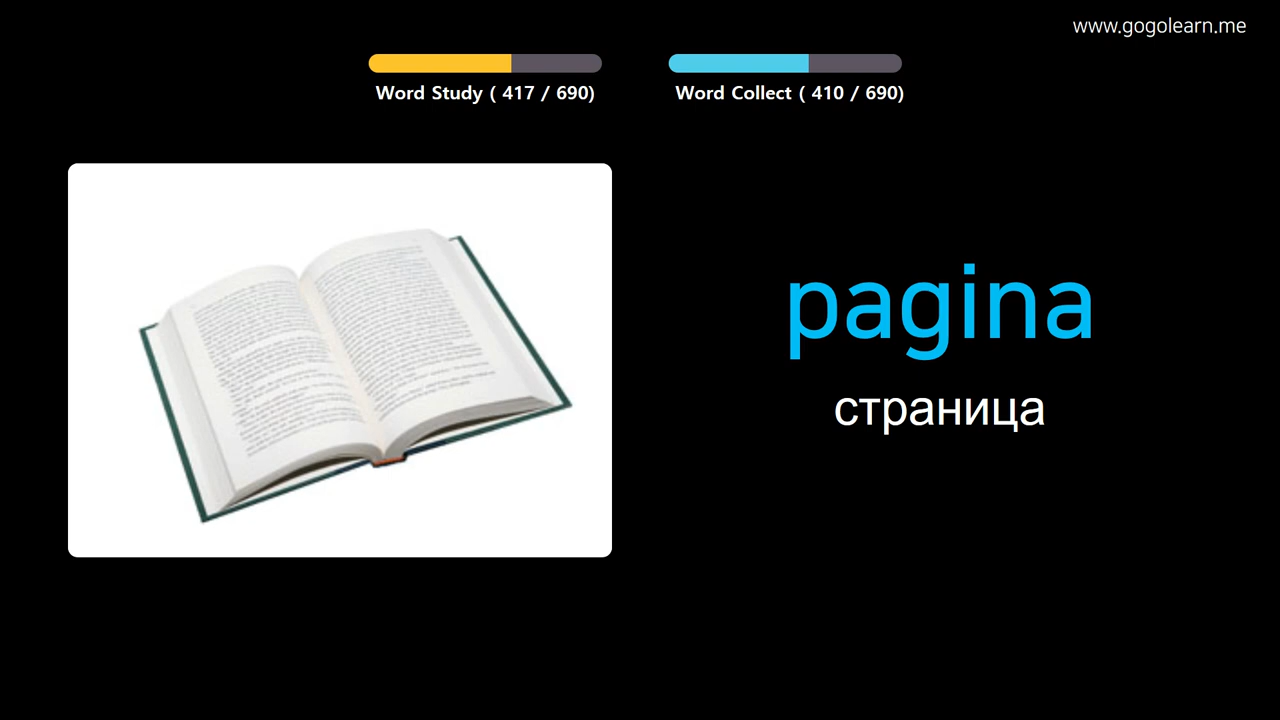 www.gogolearn.me
Word Study ( 417 / 690)
Word Collect ( 410 / 690)
pagina
страница